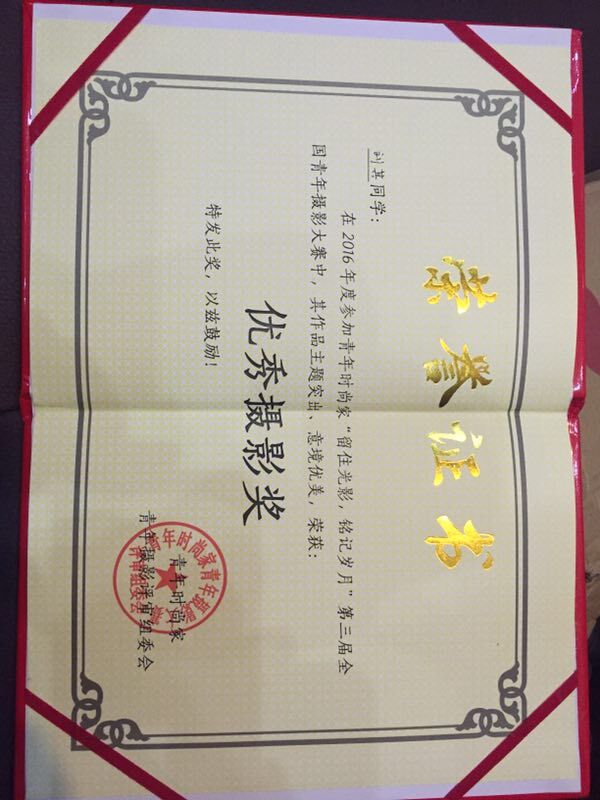 荣誉证书
刘其同学：
在2016年度参加青年时尚家“留住光影，铭记岁月”第三届全
国青年摄影大赛中，其作品主题突出、意境优美，荣获：
优秀摄影奖
特发此奖，以兹鼓励！
青年时尚家
青年摄影评审组委会